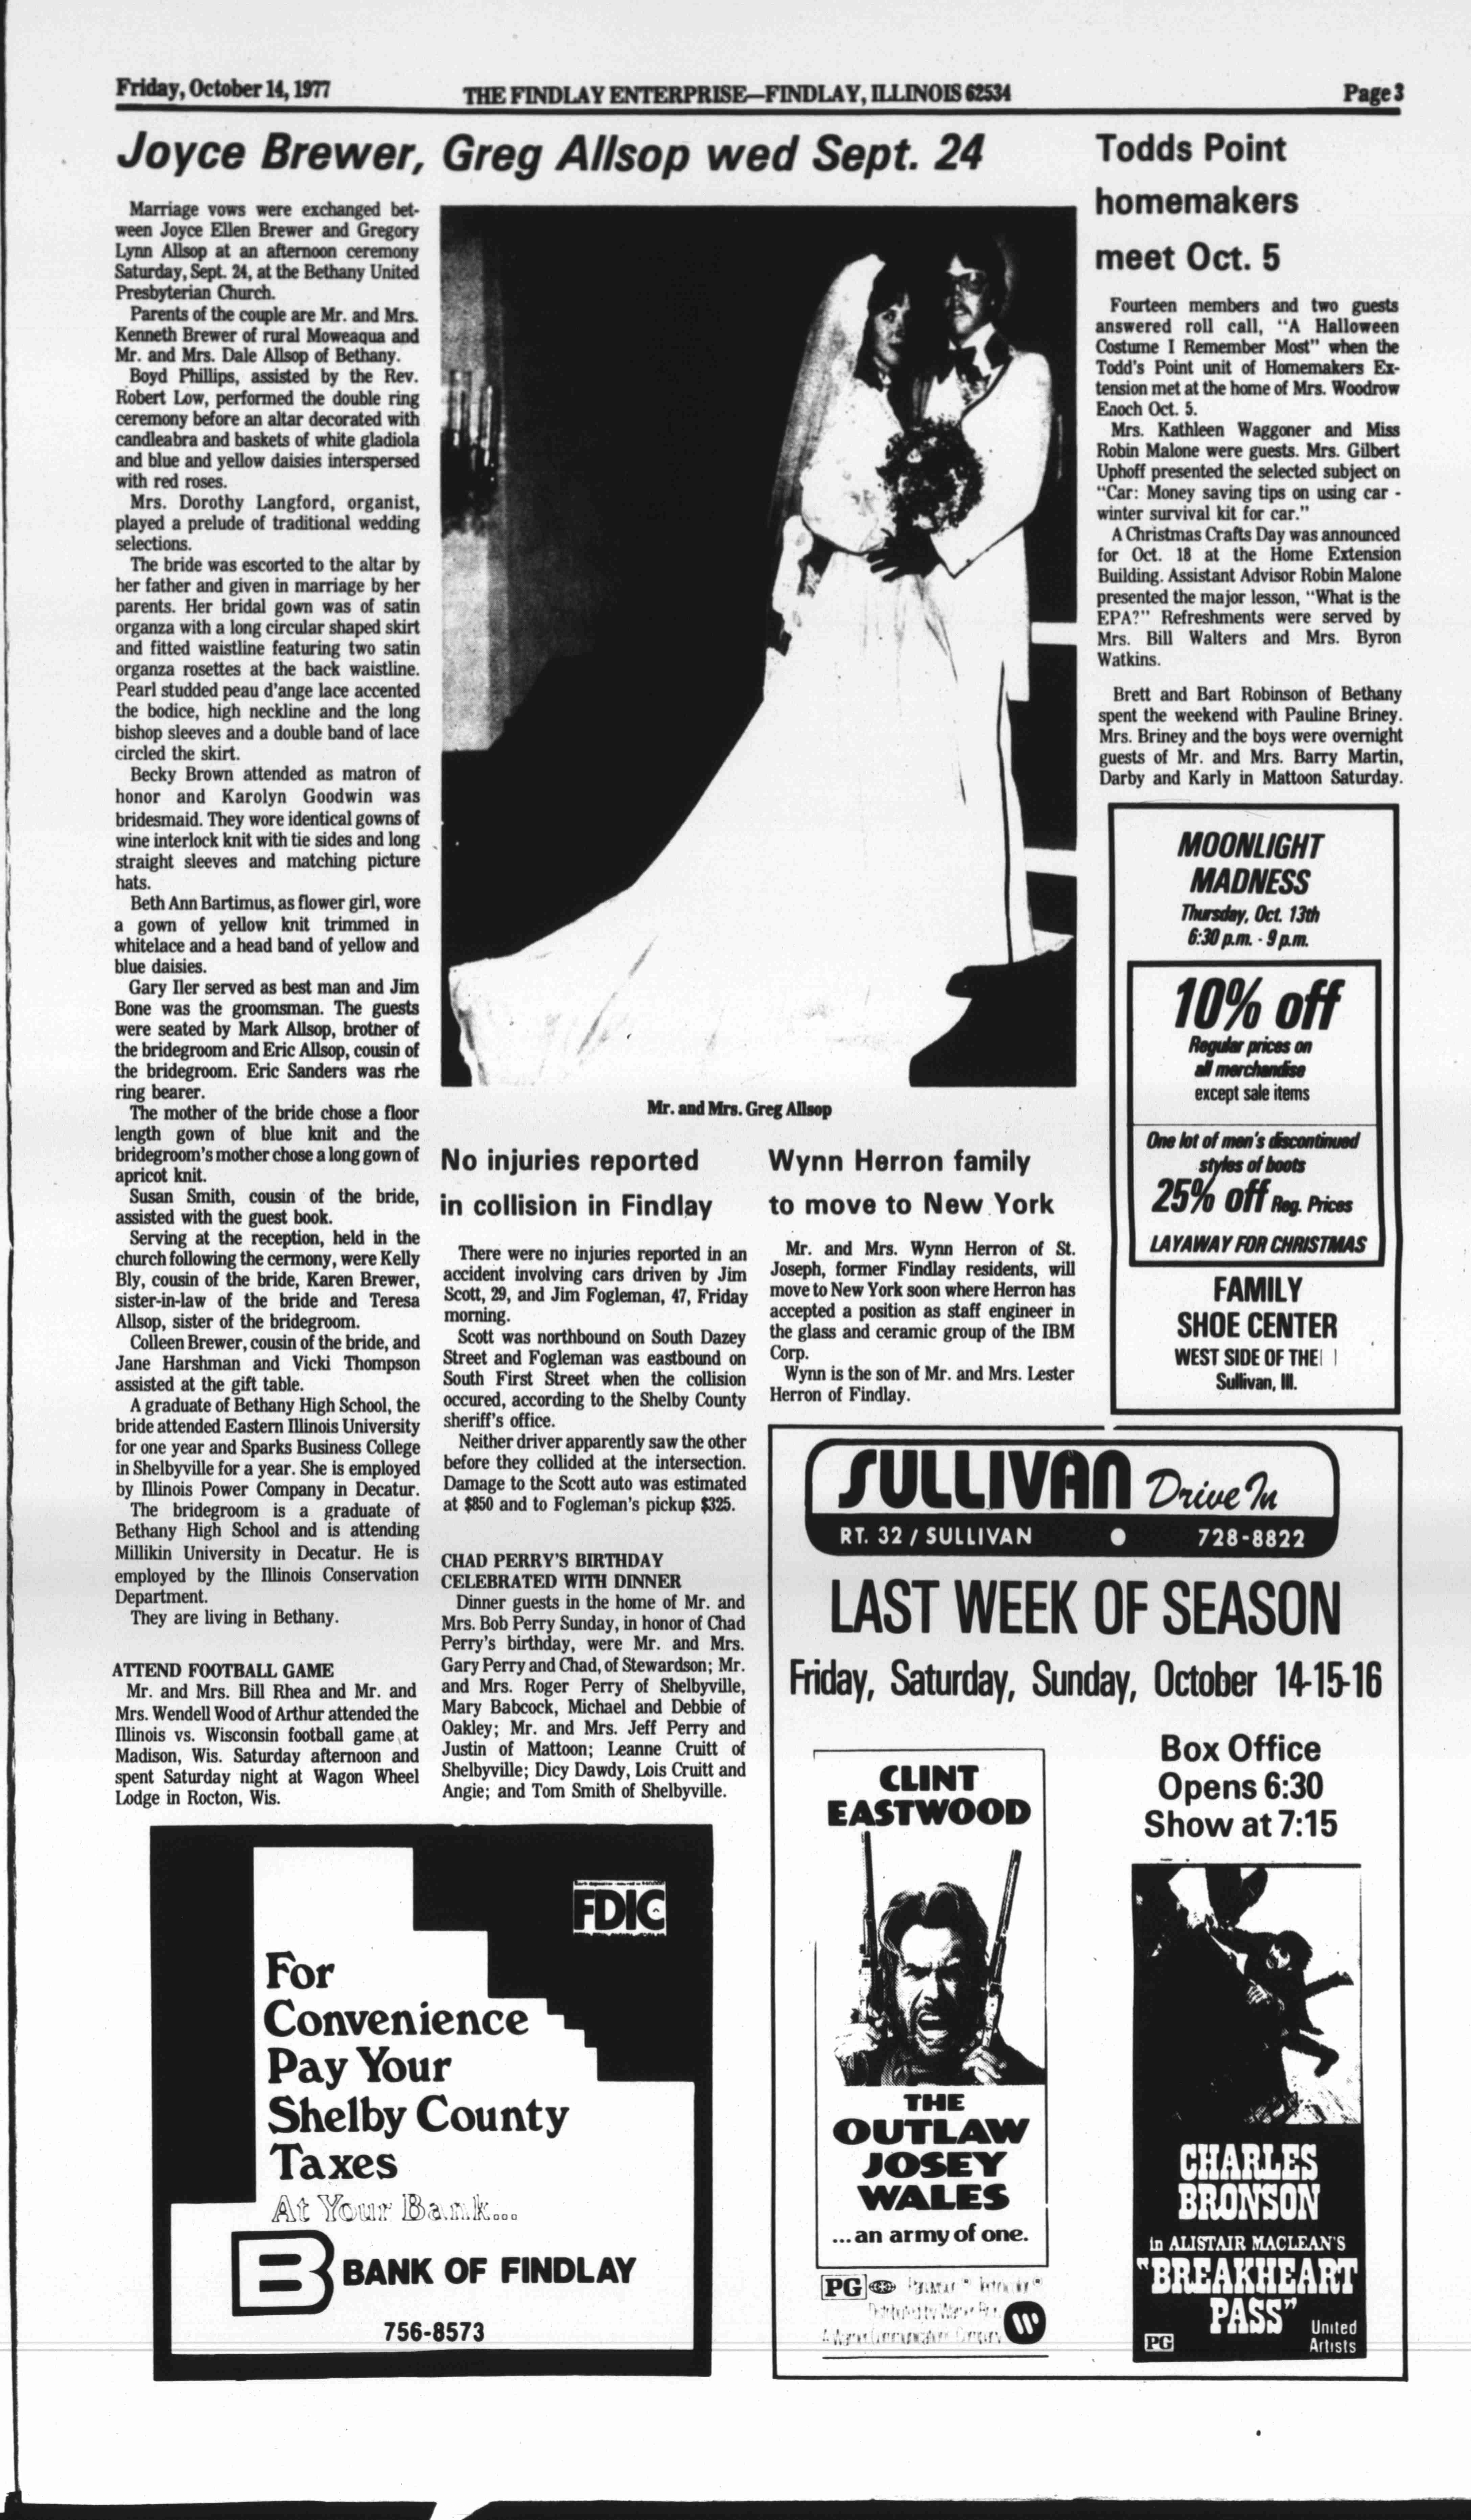 Friday, October 14, 1977
THE FINDLAY ENTERPRISE—FINDLAY, ILLINOIS 62534
Page 3
Joyce Brewer, Greg Allsop wed Sept. 24
Marriage vows were exchanged bet-
ween Joyce Ellen Brewer and Gregory
Lynn Allsop at an afternoon ceremony
Saturday, Sept. 24, at the Bethany United
Presbyterian Church.
Parents of the couple are Mr. and Mrs.
Kenneth Brewer of rural Moweaqua and
Mr. and Mrs. Dale Allsop of Bethany.
Boyd Phillips, assisted by the Rev.
Robert Low, performed the double ring
ceremony before an altar decorated with
candleabra and baskets of white gladiola
and blue and yellow daisies interspersed
with red roses.
Mrs. Dorothy Langford, organist,
played a prelude of traditional wedding
selections.
The bride was escorted to the altar by
her father and given in marriage by her
parents. Her bridal gown was of satin
organza with a long circular shaped skirt
and fitted waistline featuring two satin
organza rosettes at the back waistline.
Pearl studded peau d'ange lace accented
the bodice, high neckline and the long
bishop sleeves and a double band of lace
circled the skirt.
Becky Brown attended as matron of
honor and Karolyn Goodwin was
bridesmaid. They wore identical gowns of
wine interlock knit with tie sides and long
straight sleeves and matching picture
hats.
Beth Ann Bartimus, as flower girl, wore
a gown of yellow knit trimmed in
whitelace and a head band of yellow and
blue daisies.
Gary Iler served as best man and Jim
Bone was the groomsman. The guests
were seated by Mark Allsop, brother of
the bridegroom and Eric Allsop, cousin of
the bridegroom. Eric Sanders was rhe
ring bearer.
The mother of the bride chose a floor
length gown of blue knit and the
bridegroom's mother chose a long gown of
apricot knit.
Susan Smith, cousin of the bride,
assisted with the guest book.
Serving at the reception, held in the
church following the cermony, were Kelly
Bly, cousin of the bride, Karen Brewer,
sister-in-law of the bride and Teresa
Allsop, sister of the bridegroom.
Colleen Brewer, cousin of the bride, and
Jane Harshman and Vicki Thompson
assisted at the gift table.
A graduate of Bethany High School, the
bride attended Eastern Illinois University
for one year and Sparks Business College
in Shelbyville for a year. She is employed
by Illinois Power Company in Decatur.
The bridegroom is a graduate of
Bethany High School and is attending
Millikin University in Decatur. He is
employed by the Illinois Conservation
Department.
They are living in Bethany.
ATTEND FOOTBALL GAME
Mr. and Mrs. Bill Rhea and Mr. and
Mrs. Wendell Wood of Arthur attended the
Illinois vs. Wisconsin football game at
Madison, Wis. Saturday afternoon and
spent Saturday night at Wagon Wheel
Lodge in Rocton, Wis.
Mr. and Mrs. Greg Allsop
No injuries reported
in collision in Findlay
There were no injuries reported in an
accident involving cars driven by Jim
Scott, 29, and Jim Fogleman, 47, Friday
morning.
Scott was northbound on South Dazey
Street and Fogleman was eastbound on
South First Street when the collision
occured, according to the Shelby County
sheriff's office.
Neither driver apparently saw the other
before they collided at the intersection.
Damage to the Scott auto was estimated
at $850 and to Fogleman's pickup $325.
CHAD PERRY'S BIRTHDAY
CELEBRATED WITH DINNER
Dinner guests in the home of Mr. and
Mrs. Bob Perry Sunday, in honor of Chad
Perry's birthday, were Mr. and Mrs.
Gary Perry and Chad, of Stewardson; Mr.
and Mrs. Roger Perry of Shelbyville,
Mary Babcock, Michael and Debbie of
Oakley; Mr. and Mrs. Jeff Perry and
Justin of Mattoon; Leanne Cruitt of
Shelbyville; Dicy Dawdy, Lois Cruitt and
Angie; and Tom Smith of Shelbyville.
Wynn Herron family
to move to New York
Mr. and Mrs. Wynn Herron of St.
Joseph, former Findlay residents, will
move to New York soon where Herron has
accepted a position as staff engineer in
the glass and ceramic group of the IBM
Corp.
Wynn is the son of Mr. and Mrs. Lester
Herron of Findlay.
Todds Point
homemakers
meet Oct. 5
Fourteen members and two guests
answered roll call, "A Halloween
Costume I Remember Most" when the
Todd's Point unit of Homemakers Ex-
tension met at the home of Mrs. Woodrow
Enoch Oct. 5.
Mrs. Kathleen Waggoner and Miss
Robin Malone were guests. Mrs. Gilbert
Uphoff presented the selected subject on
"Car: Money saving tips on using car -
winter survival kit for car."
A Christmas Crafts Day was announced
for Oct. 18 at the Home Extension
Building. Assistant Advisor Robin Malone
presented the major lesson, "What is the
EPA?" Refreshments were served by
Mrs. Bill Walters and Mrs. Byron
Watkins.
Brett and Bart Robinson of Bethany
spent the weekend with Pauline Briney.
Mrs. Briney and the boys were overnight
guests of Mr. and Mrs. Barry Martin,
Darby and Karly in Mattoon Saturday.
MOONLIGHT
MADNESS
Thursday, Oct. 13th
6:30 p.m. - 9 p.m.
10% off
Regular prices on
all merchandise
except sale items
One lot of men's discontinued
styles of boots
25% off Reg. Prices
LAYAWAY FOR CHRISTMAS
FAMILY
SHOE CENTER
WEST SIDE OF THE
Sullivan, Ill.
SULLIVAN Drive In
RT. 32 / SULLIVAN ● 728-8822
LAST WEEK OF SEASON
Friday, Saturday, Sunday, October 14-15-16
Box Office
Opens 6:30
Show at 7:15
CLINT
EASTWOOD
THE
OUTLAW
JOSEY
WALES
...an army of one.
PG
CHARLES
BRONSON
in ALISTAIR MACLEAN'S
"BREAKHEART
PASS"
PG
United
Artists
FDIC
For
Convenience
Pay Your
Shelby County
Taxes
At Your Bank...
B BANK OF FINDLAY
756-8573